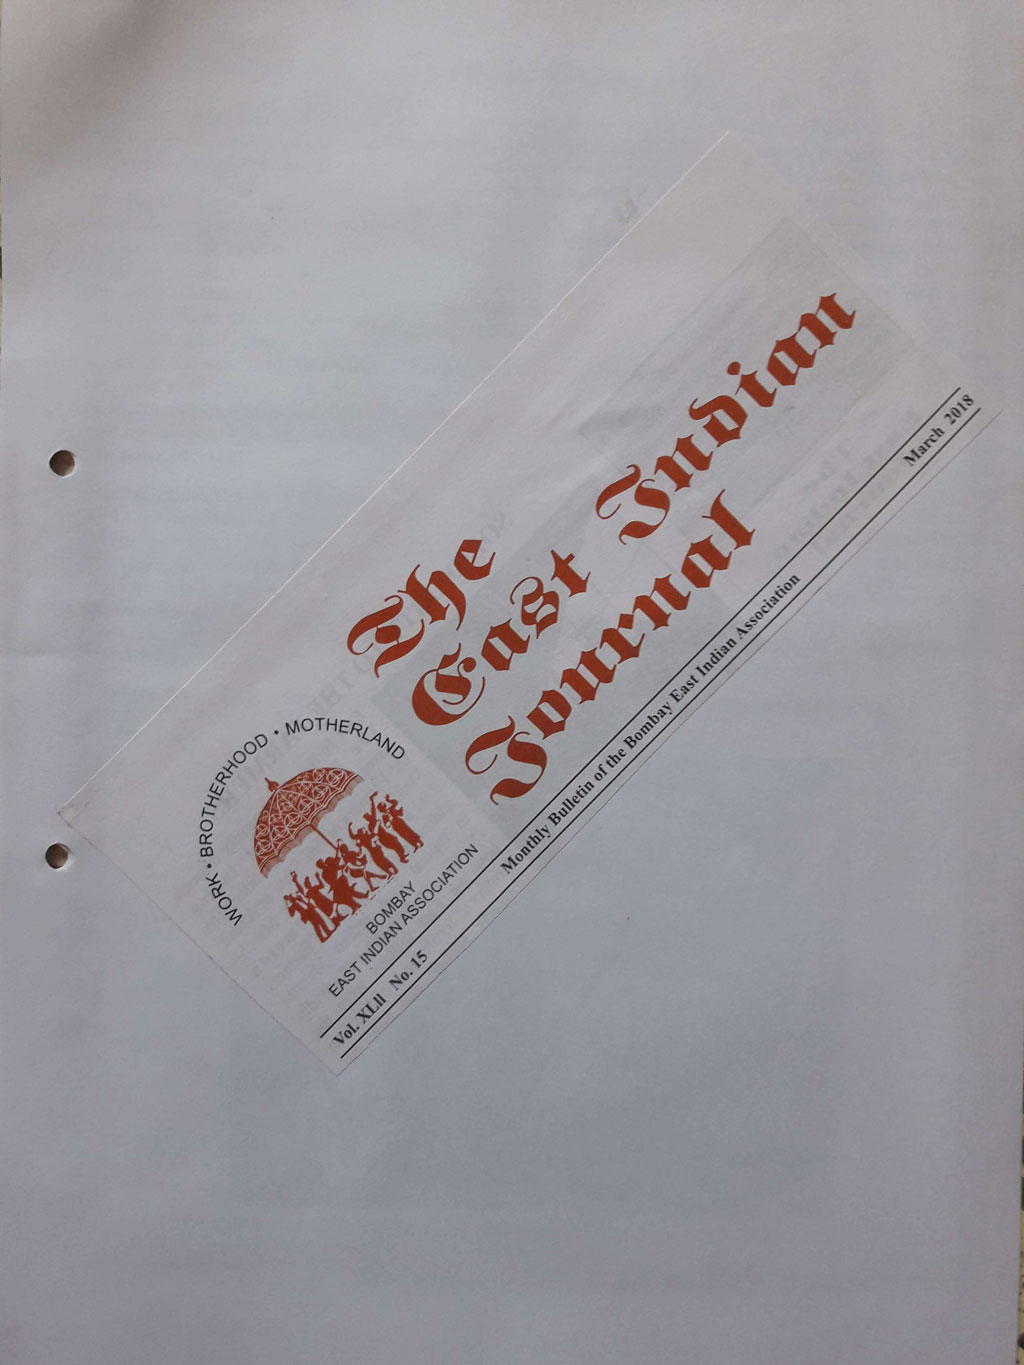 WORK • BROTHERHOOD • MOTHERLAND
BOMBAY
EAST INDIAN ASSOCIATION
The
East Indian
Journal
Vol. XLII No. 15 Monthly Bulletin of the Bombay East Indian Association March 2018